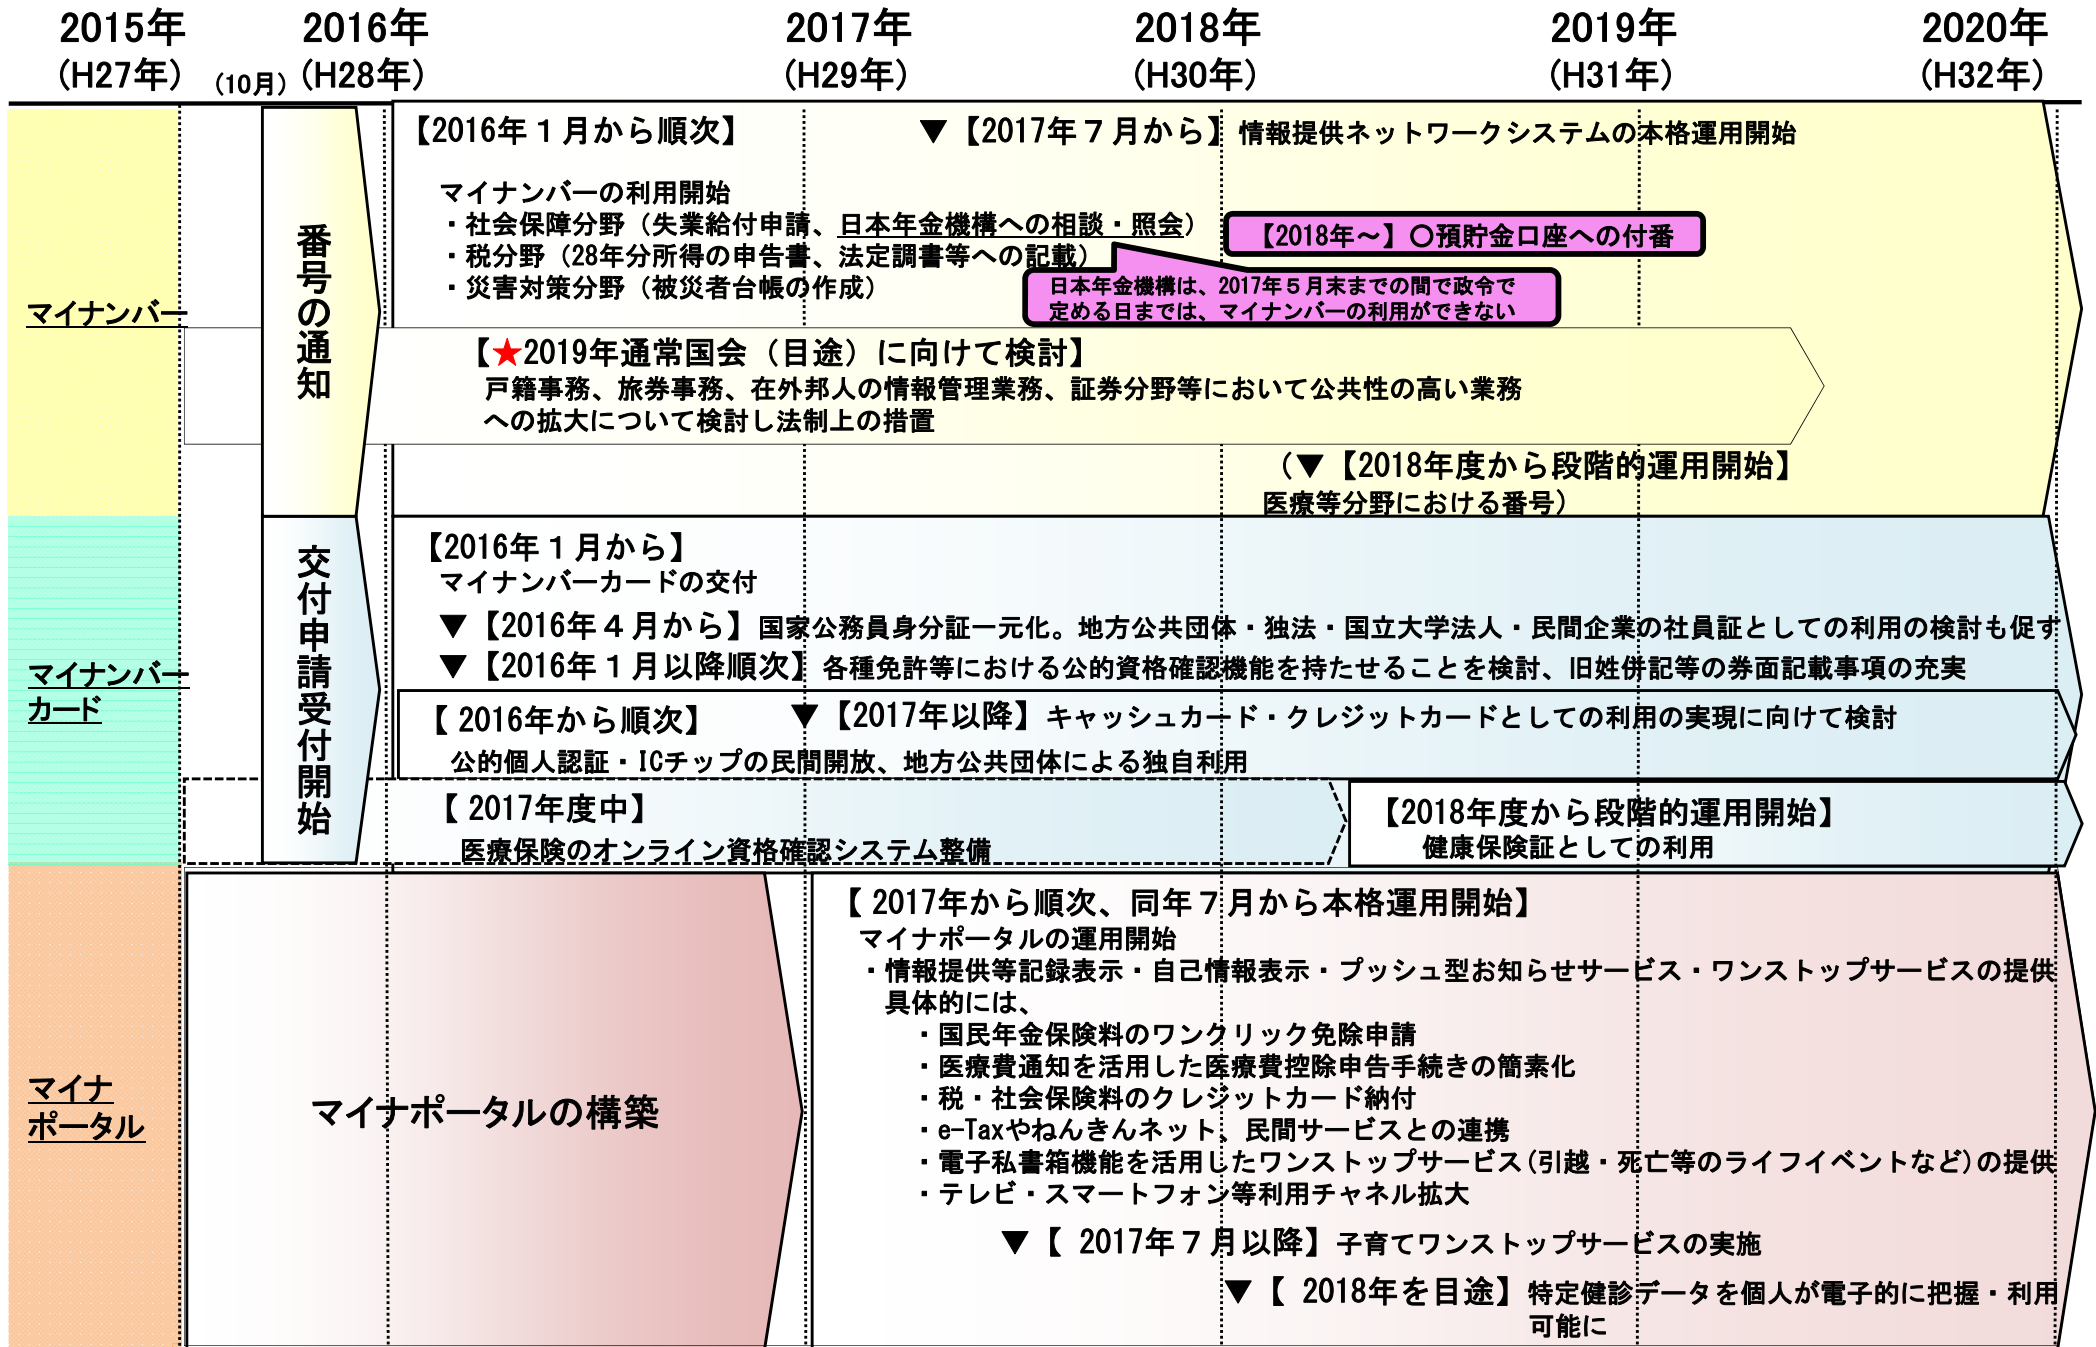 2015年
(H27年)
(10月)
2016年
(H28年)
2017年
(H29年)
2018年
(H30年)
2019年
(H31年)
2020年
(H32年)
マイナンバー
番号の通知
【2016年１月から順次】
▼【2017年７月から】情報提供ネットワークシステムの本格運用開始
マイナンバーの利用開始
・社会保障分野（失業給付申請、日本年金機構への相談・照会）
・税分野（28年分所得の申告書、法定調書等への記載）
・災害対策分野（被災者台帳の作成）
【2018年～】〇預貯金口座への付番
日本年金機構は、2017年５月末までの間で政令で
定める日までは、マイナンバーの利用ができない
【★2019年通常国会（目途）に向けて検討】
戸籍事務、旅券事務、在外邦人の情報管理業務、証券分野等において公共性の高い業務
への拡大について検討し法制上の措置
（▼【2018年度から段階的運用開始】
医療等分野における番号）
マイナンバー
カード
交付申請受付開始
【2016年１月から】
マイナンバーカードの交付
▼【2016年４月から】国家公務員身分証一元化。地方公共団体・独法・国立大学法人・民間企業の社員証としての利用の検討も促す
▼【2016年１月以降順次】各種免許等における公的資格確認機能を持たせることを検討、旧姓併記等の券面記載事項の充実
【 2016年から順次】
▼【2017年以降】キャッシュカード・クレジットカードとしての利用の実現に向けて検討
公的個人認証・ICチップの民間開放、地方公共団体による独自利用
【 2017年度中】
医療保険のオンライン資格確認システム整備
【2018年度から段階的運用開始】
健康保険証としての利用
マイナ
ポータル
マイナポータルの構築
【 2017年から順次、同年７月から本格運用開始】
マイナポータルの運用開始
・情報提供等記録表示・自己情報表示・プッシュ型お知らせサービス・ワンストップサービスの提供
具体的には、
・国民年金保険料のワンクリック免除申請
・医療費通知を活用した医療費控除申告手続きの簡素化
・税・社会保険料のクレジットカード納付
・e-Taxやねんきんネット、民間サービスとの連携
・電子私書箱機能を活用したワンストップサービス(引越・死亡等のライフイベントなど)の提供
・テレビ・スマートフォン等利用チャネル拡大
▼【 2017年７月以降】子育てワンストップサービスの実施
▼【 2018年を目途】特定健診データを個人が電子的に把握・利用
可能に